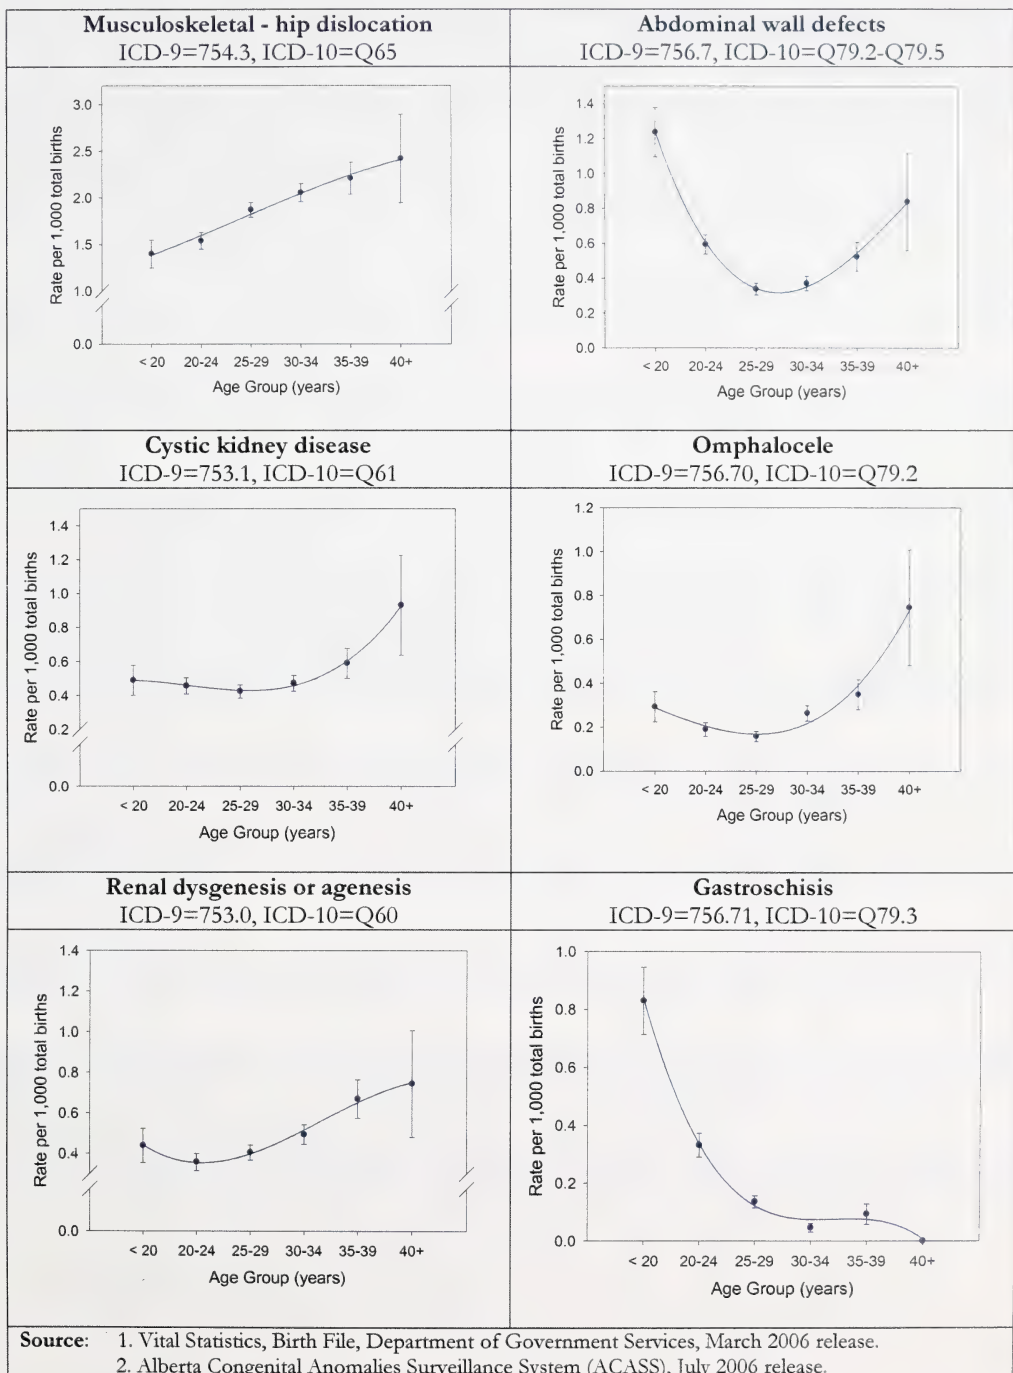 Musculoskeletal - hip dislocation
ICD-9=754.3, ICD-10=Q65
Rate per 1,000 total births
3.0
2.5
2.0
1.5
1.0
0.0
< 20 20-24 25-29 30-34 35-39 40+
Age Group (years)
Abdominal wall defects
ICD-9=756.7, ICD-10=Q79.2-Q79.5
Rate per 1,000 total births
1.4
1.2
1.0
0.8
0.6
0.4
0.2
0.0
< 20 20-24 25-29 30-34 35-39 40+
Age Group (years)
Cystic kidney disease
ICD-9=753.1, ICD-10=Q61
Rate per 1,000 total births
1.4
1.2
1.0
0.8
0.6
0.4
0.2
0.0
< 20 20-24 25-29 30-34 35-39 40+
Age Group (years)
Omphalocele
ICD-9=756.70, ICD-10=Q79.2
Rate per 1,000 total births
1.2
1.0
0.8
0.6
0.4
0.2
0.0
< 20 20-24 25-29 30-34 35-39 40+
Age Group (years)
Renal dysgenesis or agenesis
ICD-9=753.0, ICD-10=Q60
Rate per 1,000 total births
1.4
1.2
1.0
0.8
0.6
0.4
0.0
< 20 20-24 25-29 30-34 35-39 40+
Age Group (years)
Gastroschisis
ICD-9=756.71, ICD-10=Q79.3
Rate per 1,000 total births
1.0
0.8
0.6
0.4
0.2
0.0
< 20 20-24 25-29 30-34 35-39 40+
Age Group (years)
Source: 1. Vital Statistics, Birth File, Department of Government Services, March 2006 release.
2. Alberta Congenital Anomalies Surveillance System (ACASS), July 2006 release.